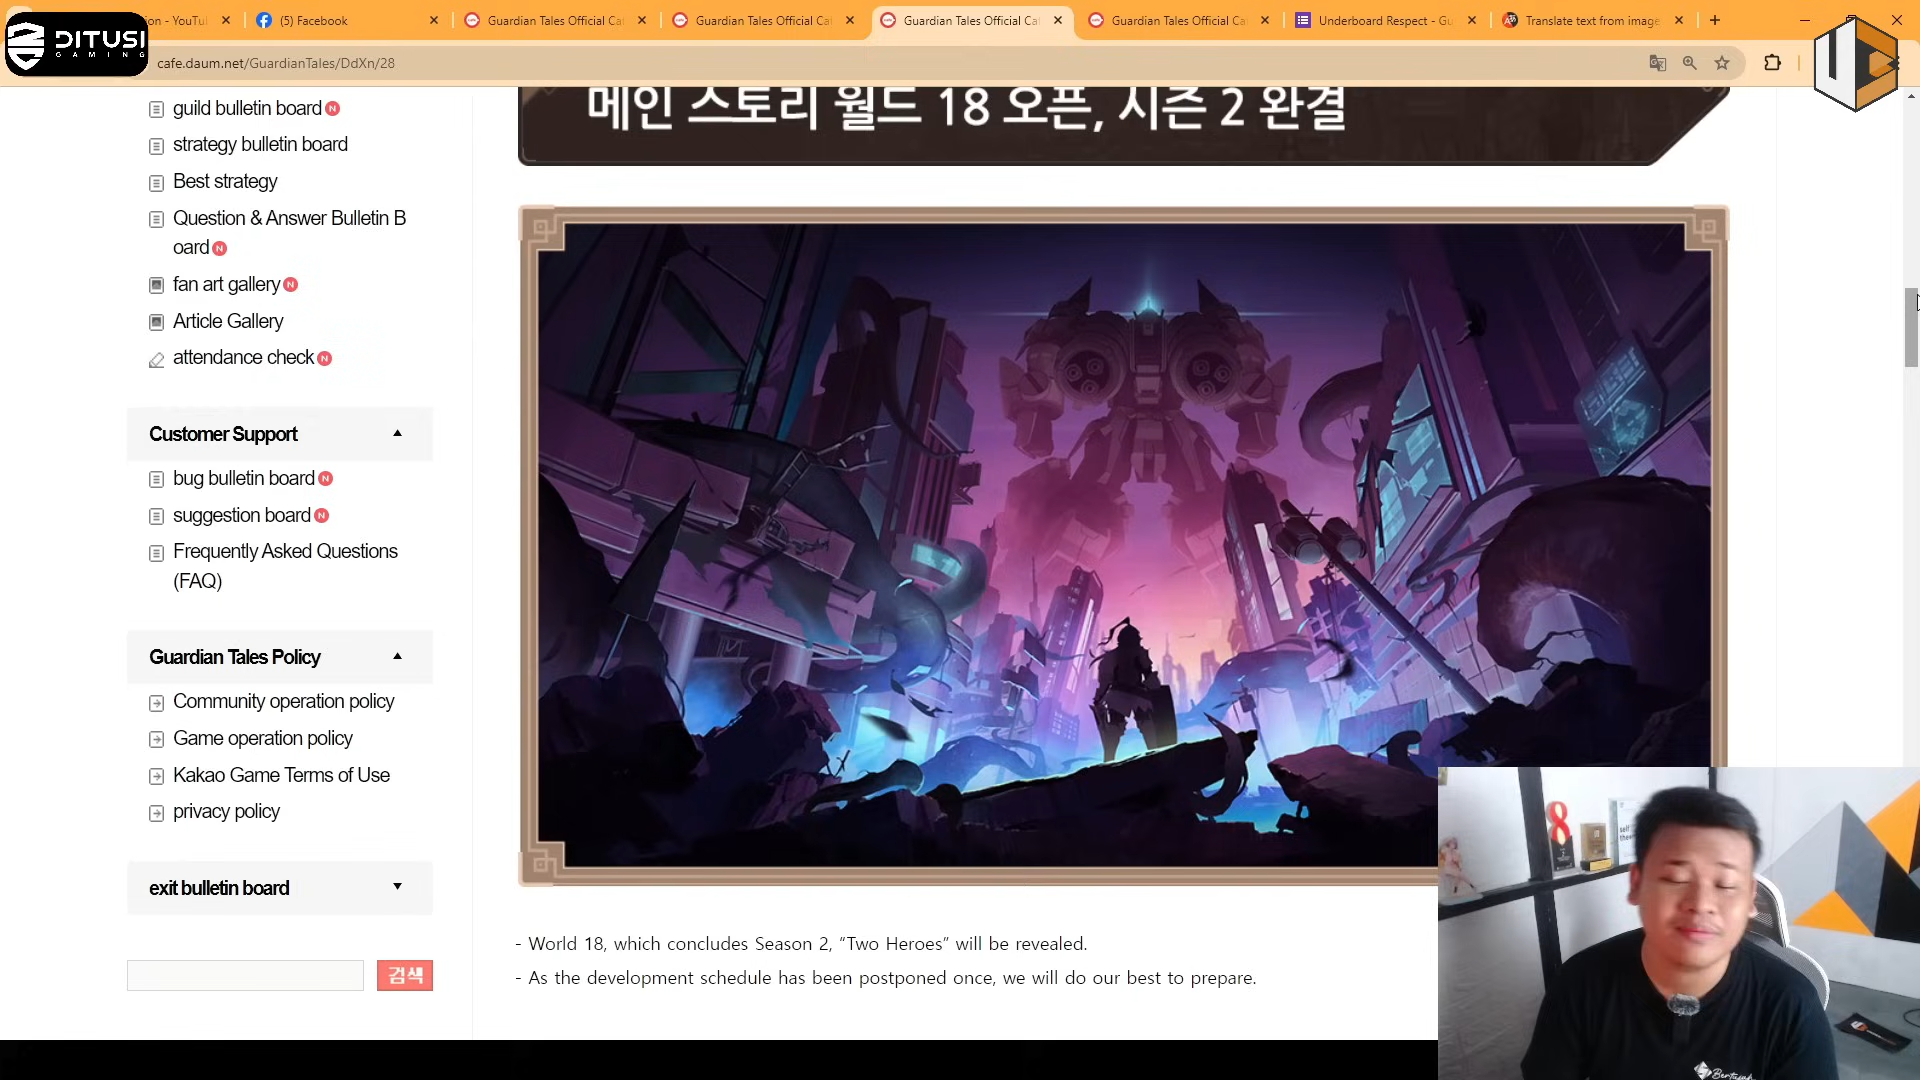 DITUSI
GAMING
ion - YouTu
(5) Facebook
Guardian Tales Official Ca
Guardian Tales Official Ca
Guardian Tales Official Ca
Guardian Tales Official Ca
Underboard Respect - Gu
Translate text from image
cafe.daum.net/GuardianTales/DdXn/28
메인 스토리 월드 18 오픈, 시즌 2 완결
guild bulletin board N
strategy bulletin board
Best strategy
Question & Answer Bulletin B
oard N
fan art gallery N
Article Gallery
attendance check N
Customer Support
bug bulletin board N
suggestion board N
Frequently Asked Questions
(FAQ)
Guardian Tales Policy
Community operation policy
Game operation policy
Kakao Game Terms of Use
privacy policy
exit bulletin board
검색
- World 18, which concludes Season 2, “Two Heroes” will be revealed.
- As the development schedule has been postponed once, we will do our best to prepare.
8